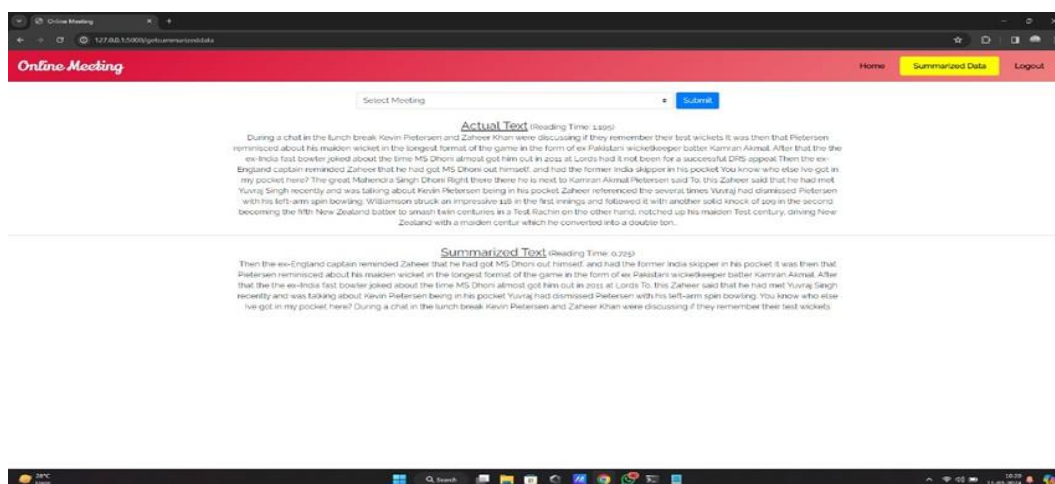 Online Meeting
127.0.0.1:5000/getsummarizeddata
Online Meeting
Home
Summarized Data
Logout
Select Meeting
Submit
Actual Text (Reading Time: 1.195)
During a chat in the lunch break Kevin Pietersen and Zaheer Khan were discussing if they remember their test wickets It was then that Pietersen
reminisced about his maiden wicket in the longest format of the game in the form of ex Pakistani wicketkeeper batter Kamran Akmal. After that the the
ex-India fast bowler joked about the time MS Dhoni almost got him out in 2011 at Lords had it not been for a successful DRS appeal Then the ex-
England captain reminded Zaheer that he had got MS Dhoni out himself, and had the former India skipper in his pocket You know who else Ive got in
my pocket here? The great Mahendra Singh Dhoni Right there there he is next to Kamran Akmal Pietersen said To, this Zaheer said that he had met
Yuvraj Singh recently and was talking about Kevin Pietersen being in his pocket Zaheer referenced the several times Yuvraj had dismissed Pietersen
with his left-arm spin bowling. Williamson struck an impressive 118 in the first innings and followed it with another solid knock of 109 in the second
becoming the fifth New Zealand batter to smash twin centuries in a Test Rachin on the other hand, notched up his maiden Test century, driving New
Zealand with a maiden centur which he converted into a double ton..
Summarized Text (Reading Time: 0.725)
Then the ex-England captain reminded Zaheer that he had got MS Dhoni out himself, and had the former India skipper in his pocket It was then that
Pietersen reminisced about his maiden wicket in the longest format of the game in the form of ex Pakistani wicketkeeper batter Kamran Akmal. After
that the the ex-India fast bowler joked about the time MS Dhoni almost got him out in 2011 at Lords To, this Zaheer said that he had met Yuvraj Singh
recently and was talking about Kevin Pietersen being in his pocket Yuvraj had dismissed Pietersen with his left-arm spin bowling. You know who else
Ive got in my pocket here? During a chat in the lunch break Kevin Pietersen and Zaheer Khan were discussing if they remember their test wickets
28°C
Search
10:29